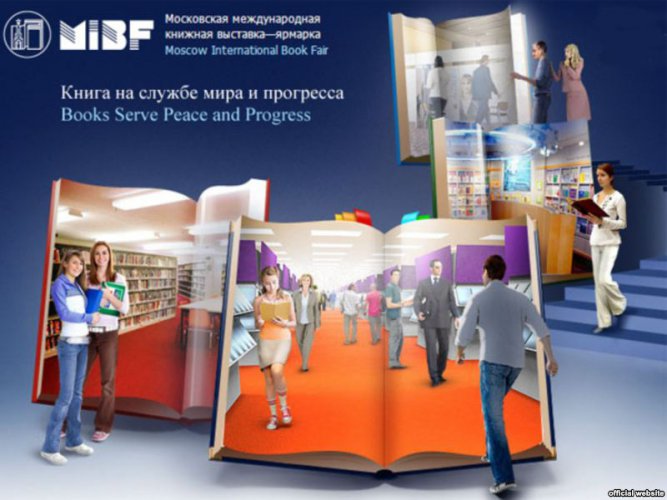 MIBF
Московская международная
книжная выставка—ярмарка
Moscow International Book Fair
Книга на службе мира и прогресса
Books Serve Peace and Progress
official website